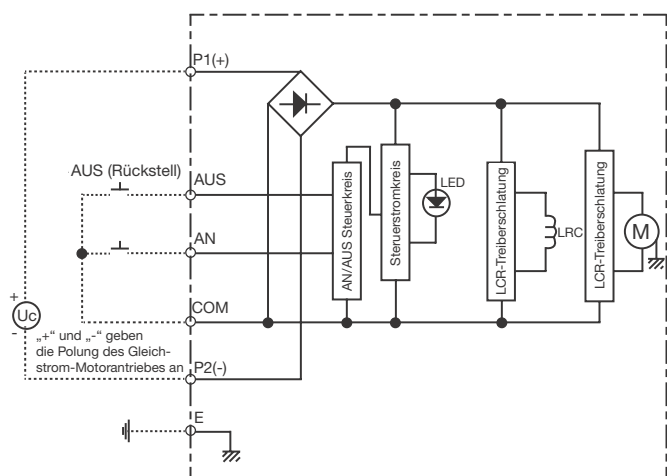 P1(+)
AUS (Rückstell)
AUS
AN
COM
+
Uc
-
„+“ und „-“ geben
die Polung des Gleich-
strom-Motorantriebes an
P2(-)
E
AN/AUS Steuerkreis
Steruerstromkreis
LED
LCR-Treiberschlatung
LRC
LCR-Treiberschlatung
M